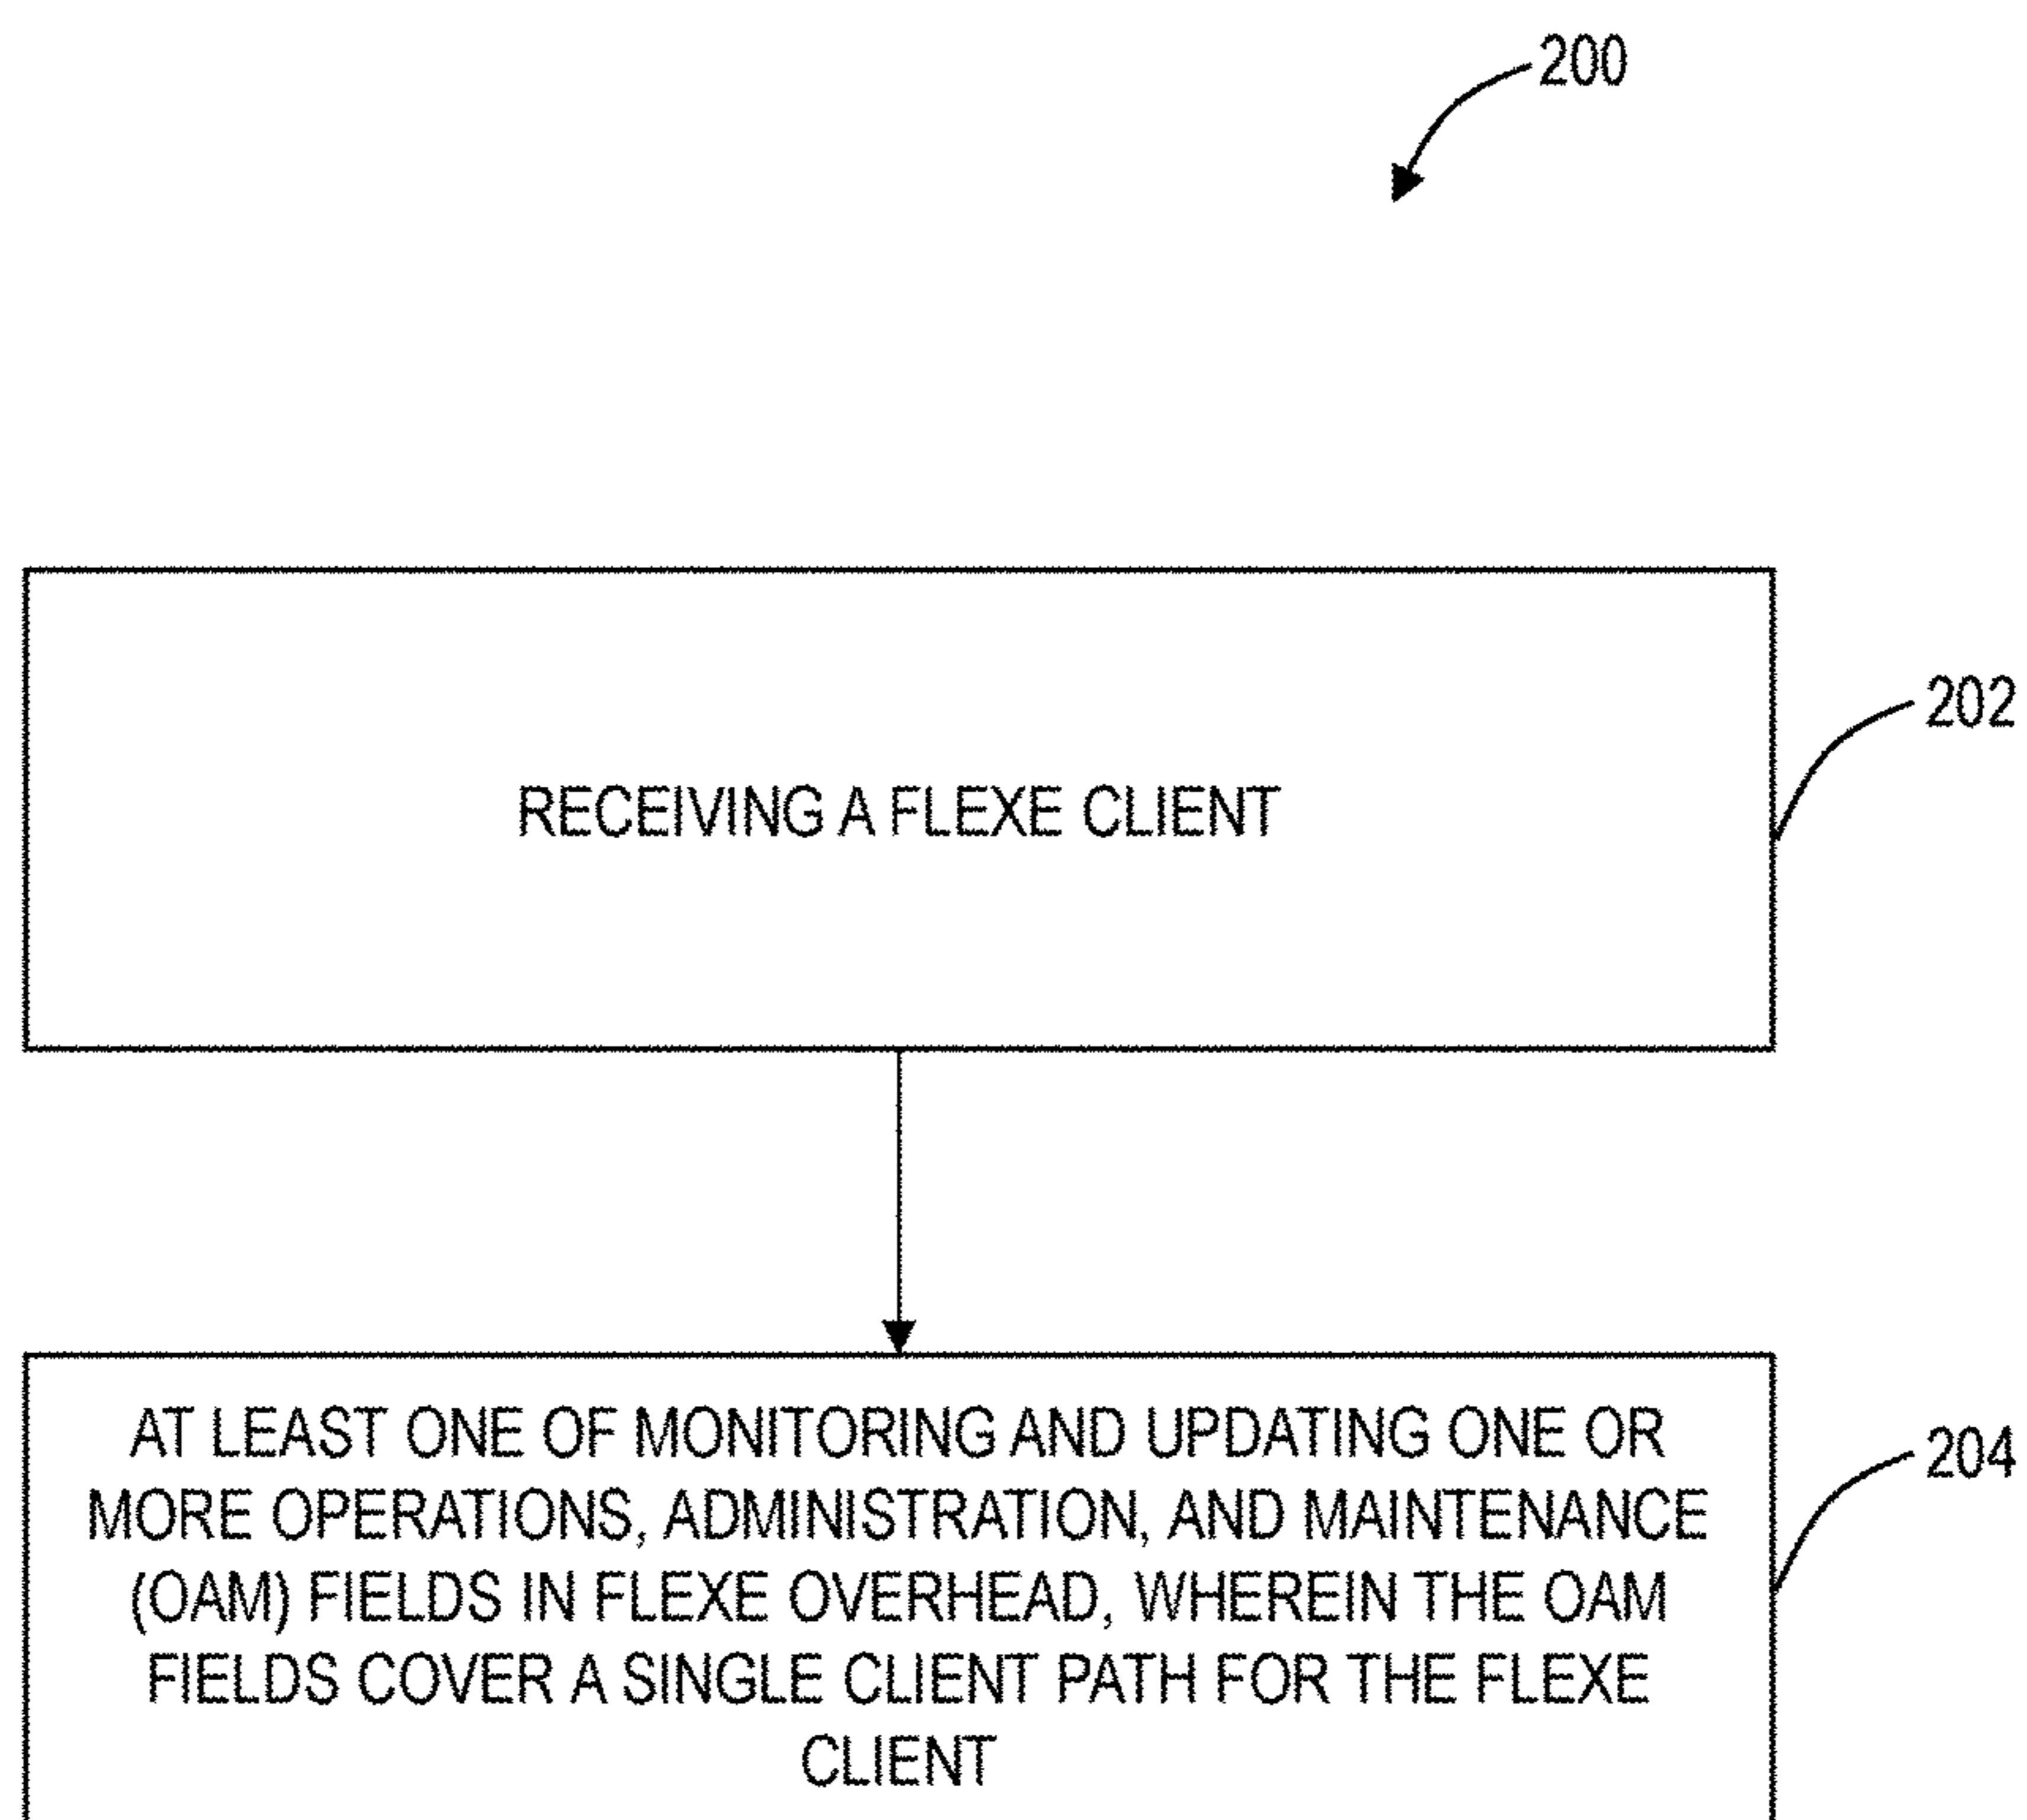 200
RECEIVING A FLEXE CLIENT
202
AT LEAST ONE OF MONITORING AND UPDATING ONE OR
MORE OPERATIONS, ADMINISTRATION, AND MAINTENANCE
(OAM) FIELDS IN FLEXE OVERHEAD, WHEREIN THE OAM
FIELDS COVER A SINGLE CLIENT PATH FOR THE FLEXE
CLIENT
204